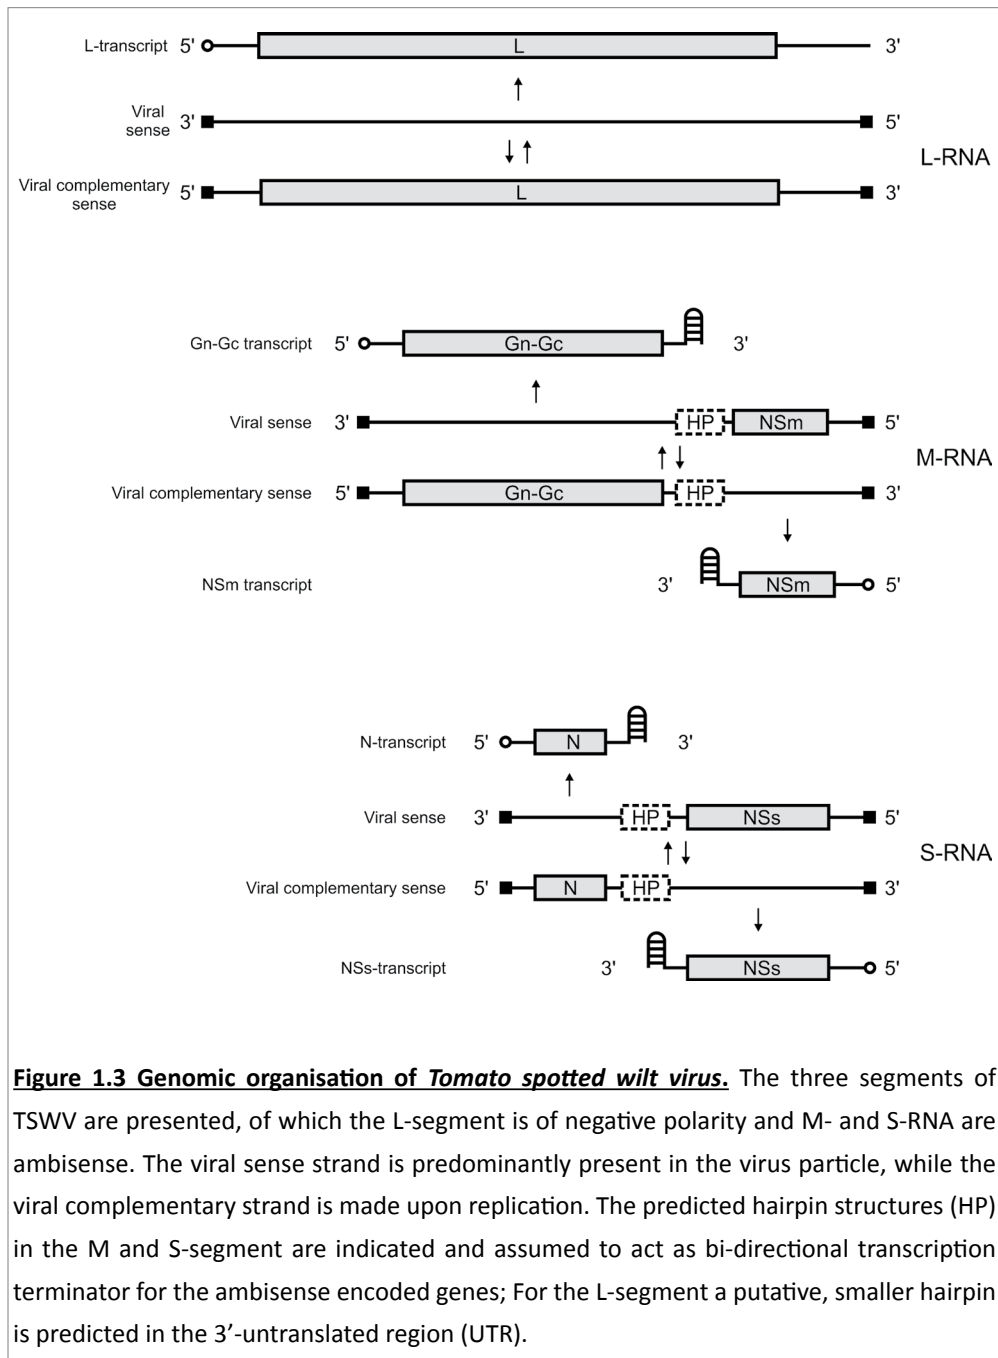 L-transcript 5' L 3'
Viral
sense 3' 5'
L-RNA
Viral complementary
sense 5' L 3'
Gn-Gc transcript 5' Gn-Gc 3'
Viral sense 3' HP NSm 5'
M-RNA
Viral complementary sense 5' Gn-Gc HP 3'
NSm transcript 3' NSm 5'
N-transcript 5' N 3'
Viral sense 3' HP NSs 5'
S-RNA
Viral complementary sense 5' N HP 3'
NSs-transcript 3' NSs 5'
Figure 1.3 Genomic organisation of Tomato spotted wilt virus. The three segments of
TSWV are presented, of which the L-segment is of negative polarity and M- and S-RNA are
ambisense. The viral sense strand is predominantly present in the virus particle, while the
viral complementary strand is made upon replication. The predicted hairpin structures (HP)
in the M and S-segment are indicated and assumed to act as bi-directional transcription
terminator for the ambisense encoded genes; For the L-segment a putative, smaller hairpin
is predicted in the 3’-untranslated region (UTR).